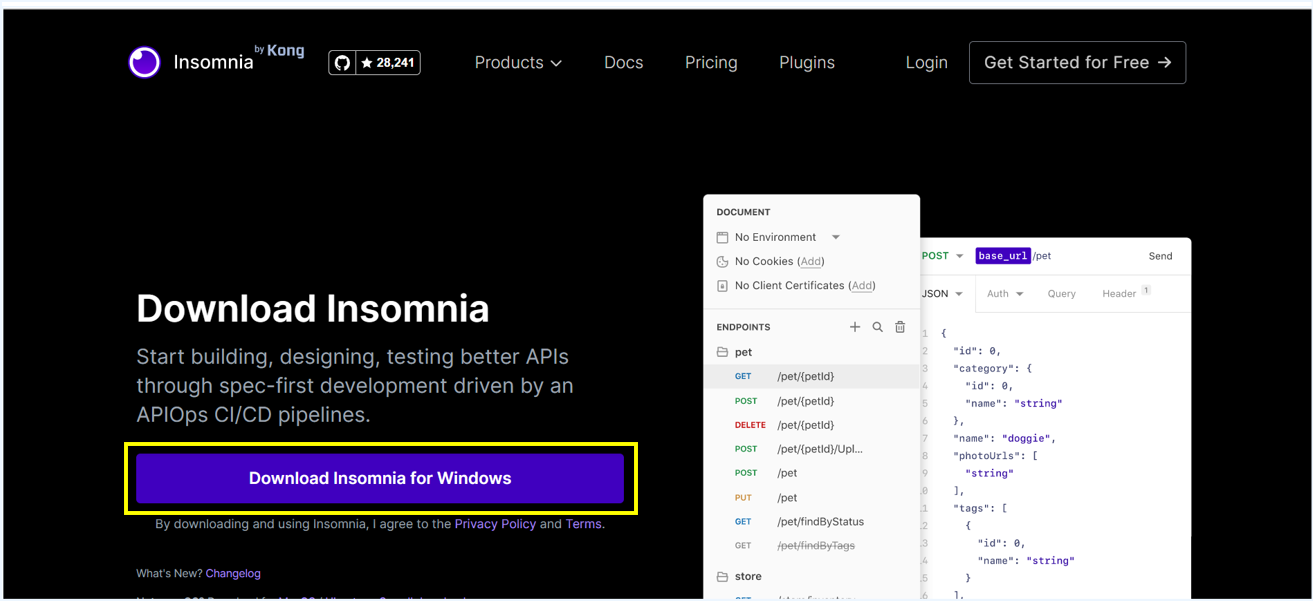 Insomnia by Kong
28,241
Products
Docs
Pricing
Plugins
Login
Get Started for Free →
Download Insomnia
Start building, designing, testing better APIs
through spec-first development driven by an
APIOps CI/CD pipelines.
Download Insomnia for Windows
By downloading and using Insomnia, I agree to the Privacy Policy and Terms.
What's New? Changelog
DOCUMENT
No Environment
No Cookies (Add)
No Client Certificates (Add)
ENDPOINTS
pet
GET /pet/{petId}
POST /pet/{petId}
DELETE /pet/{petId}
POST /pet/{petId}/Upl...
POST /pet
PUT /pet
GET /pet/findByStatus
GET /pet/findByTags
store
POST base_url/pet Send
JSON Auth Query Header 1
1 {
2 "id": 0,
3 "category": {
4 "id": 0,
5 "name": "string"
6 },
7 "name": "doggie",
8 "photoUrls": [
9 "string"
0 ],
1 "tags": [
2 {
3 "id": 0,
4 "name": "string"
5 }
6 ],